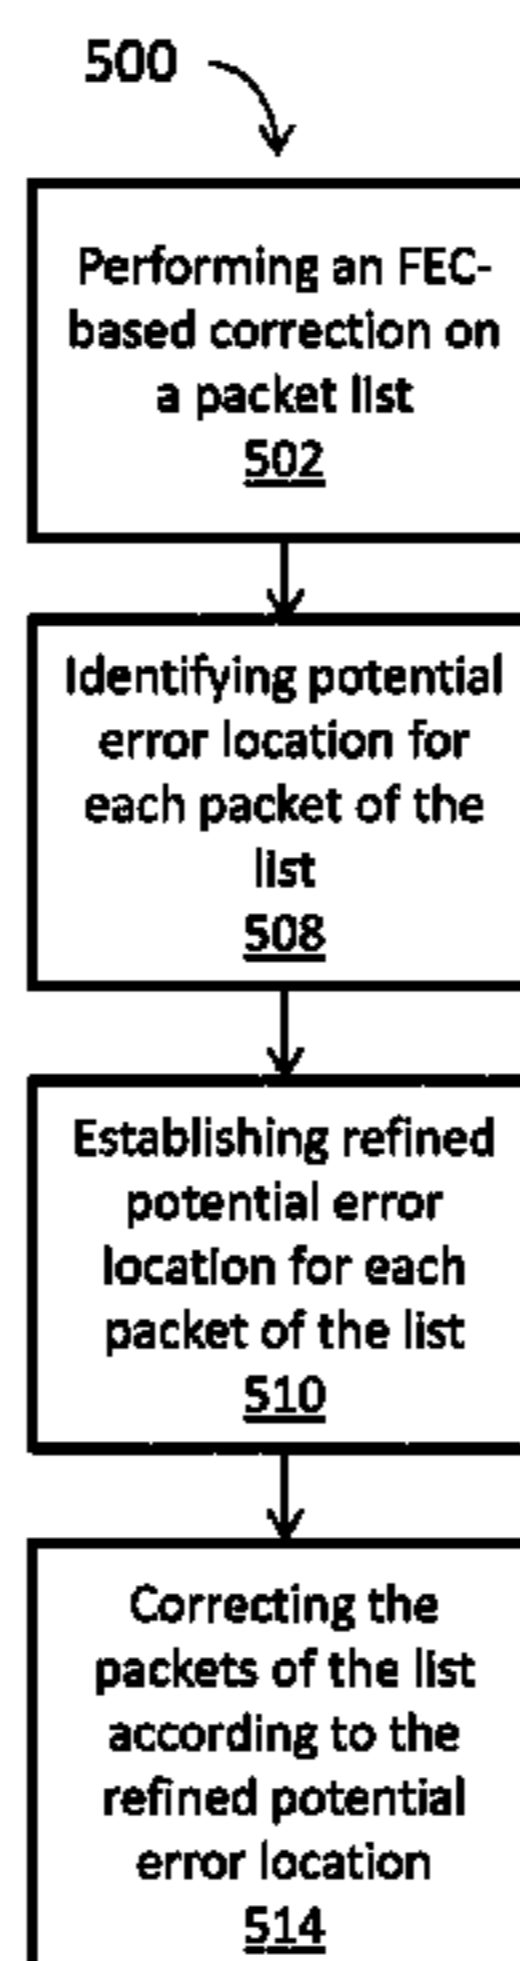 500
Performing an FEC-
based correction on
a packet list
502
Identifying potential
error location for
each packet of the
list
508
Establishing refined
potential error
location for each
packet of the list
510
Correcting the
packets of the list
according to the
refined potential
error location
514